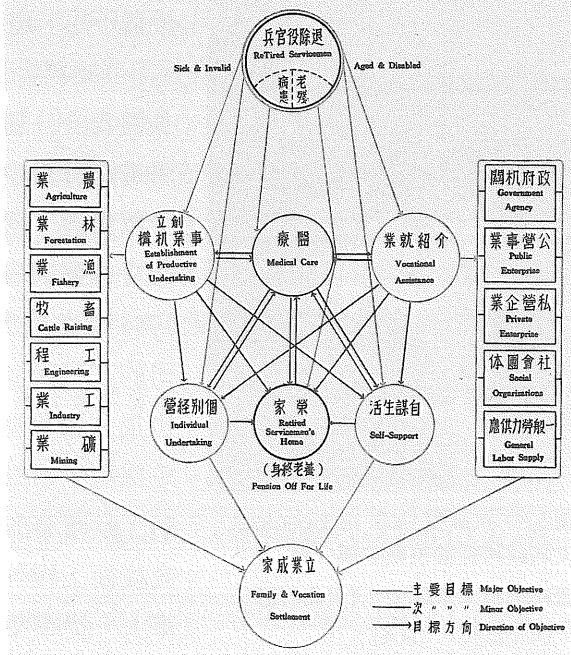 退除役官兵
ReTired Servicemen
老殘
病患
Sick & Invalid
Aged & Disabled
農業
Agriculture
林業
Forestation
漁業
Fishery
畜牧
Cattle Raising
工程
Engineering
工業
Industry
礦業
Mining
創立
事業机構
Establishment
of Productive
Undertaking
醫療
Medical Care
介紹就業
Vocational
Assistance
政府机關
Government
Agency
公營事業
Public
Enterprise
私營企業
Private
Enterprise
社會團体
Social
Organizations
一般勞力供應
General
Labor Supply
個別經營
Individual
Undertaking
榮家
Retired
Servicemen's
Home
自謀生活
Self-Support
(養老終身)
Pension Off For Life
立業成家
Family & Vocation
Settlement
主要目標 Major Objective
次 〃 〃 〃 Minor Objective
目標方向 Direction of Objective